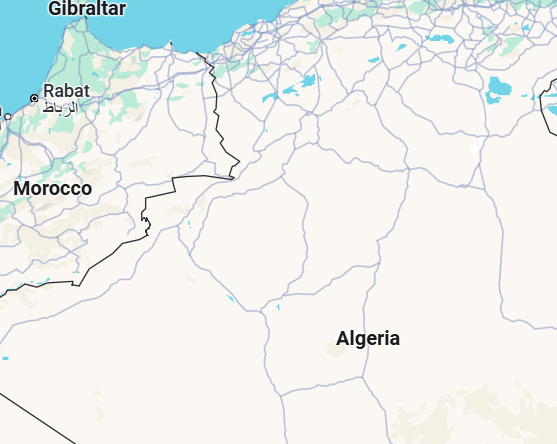 Gibraltar
Rabat
الرباط
Morocco
Algeria